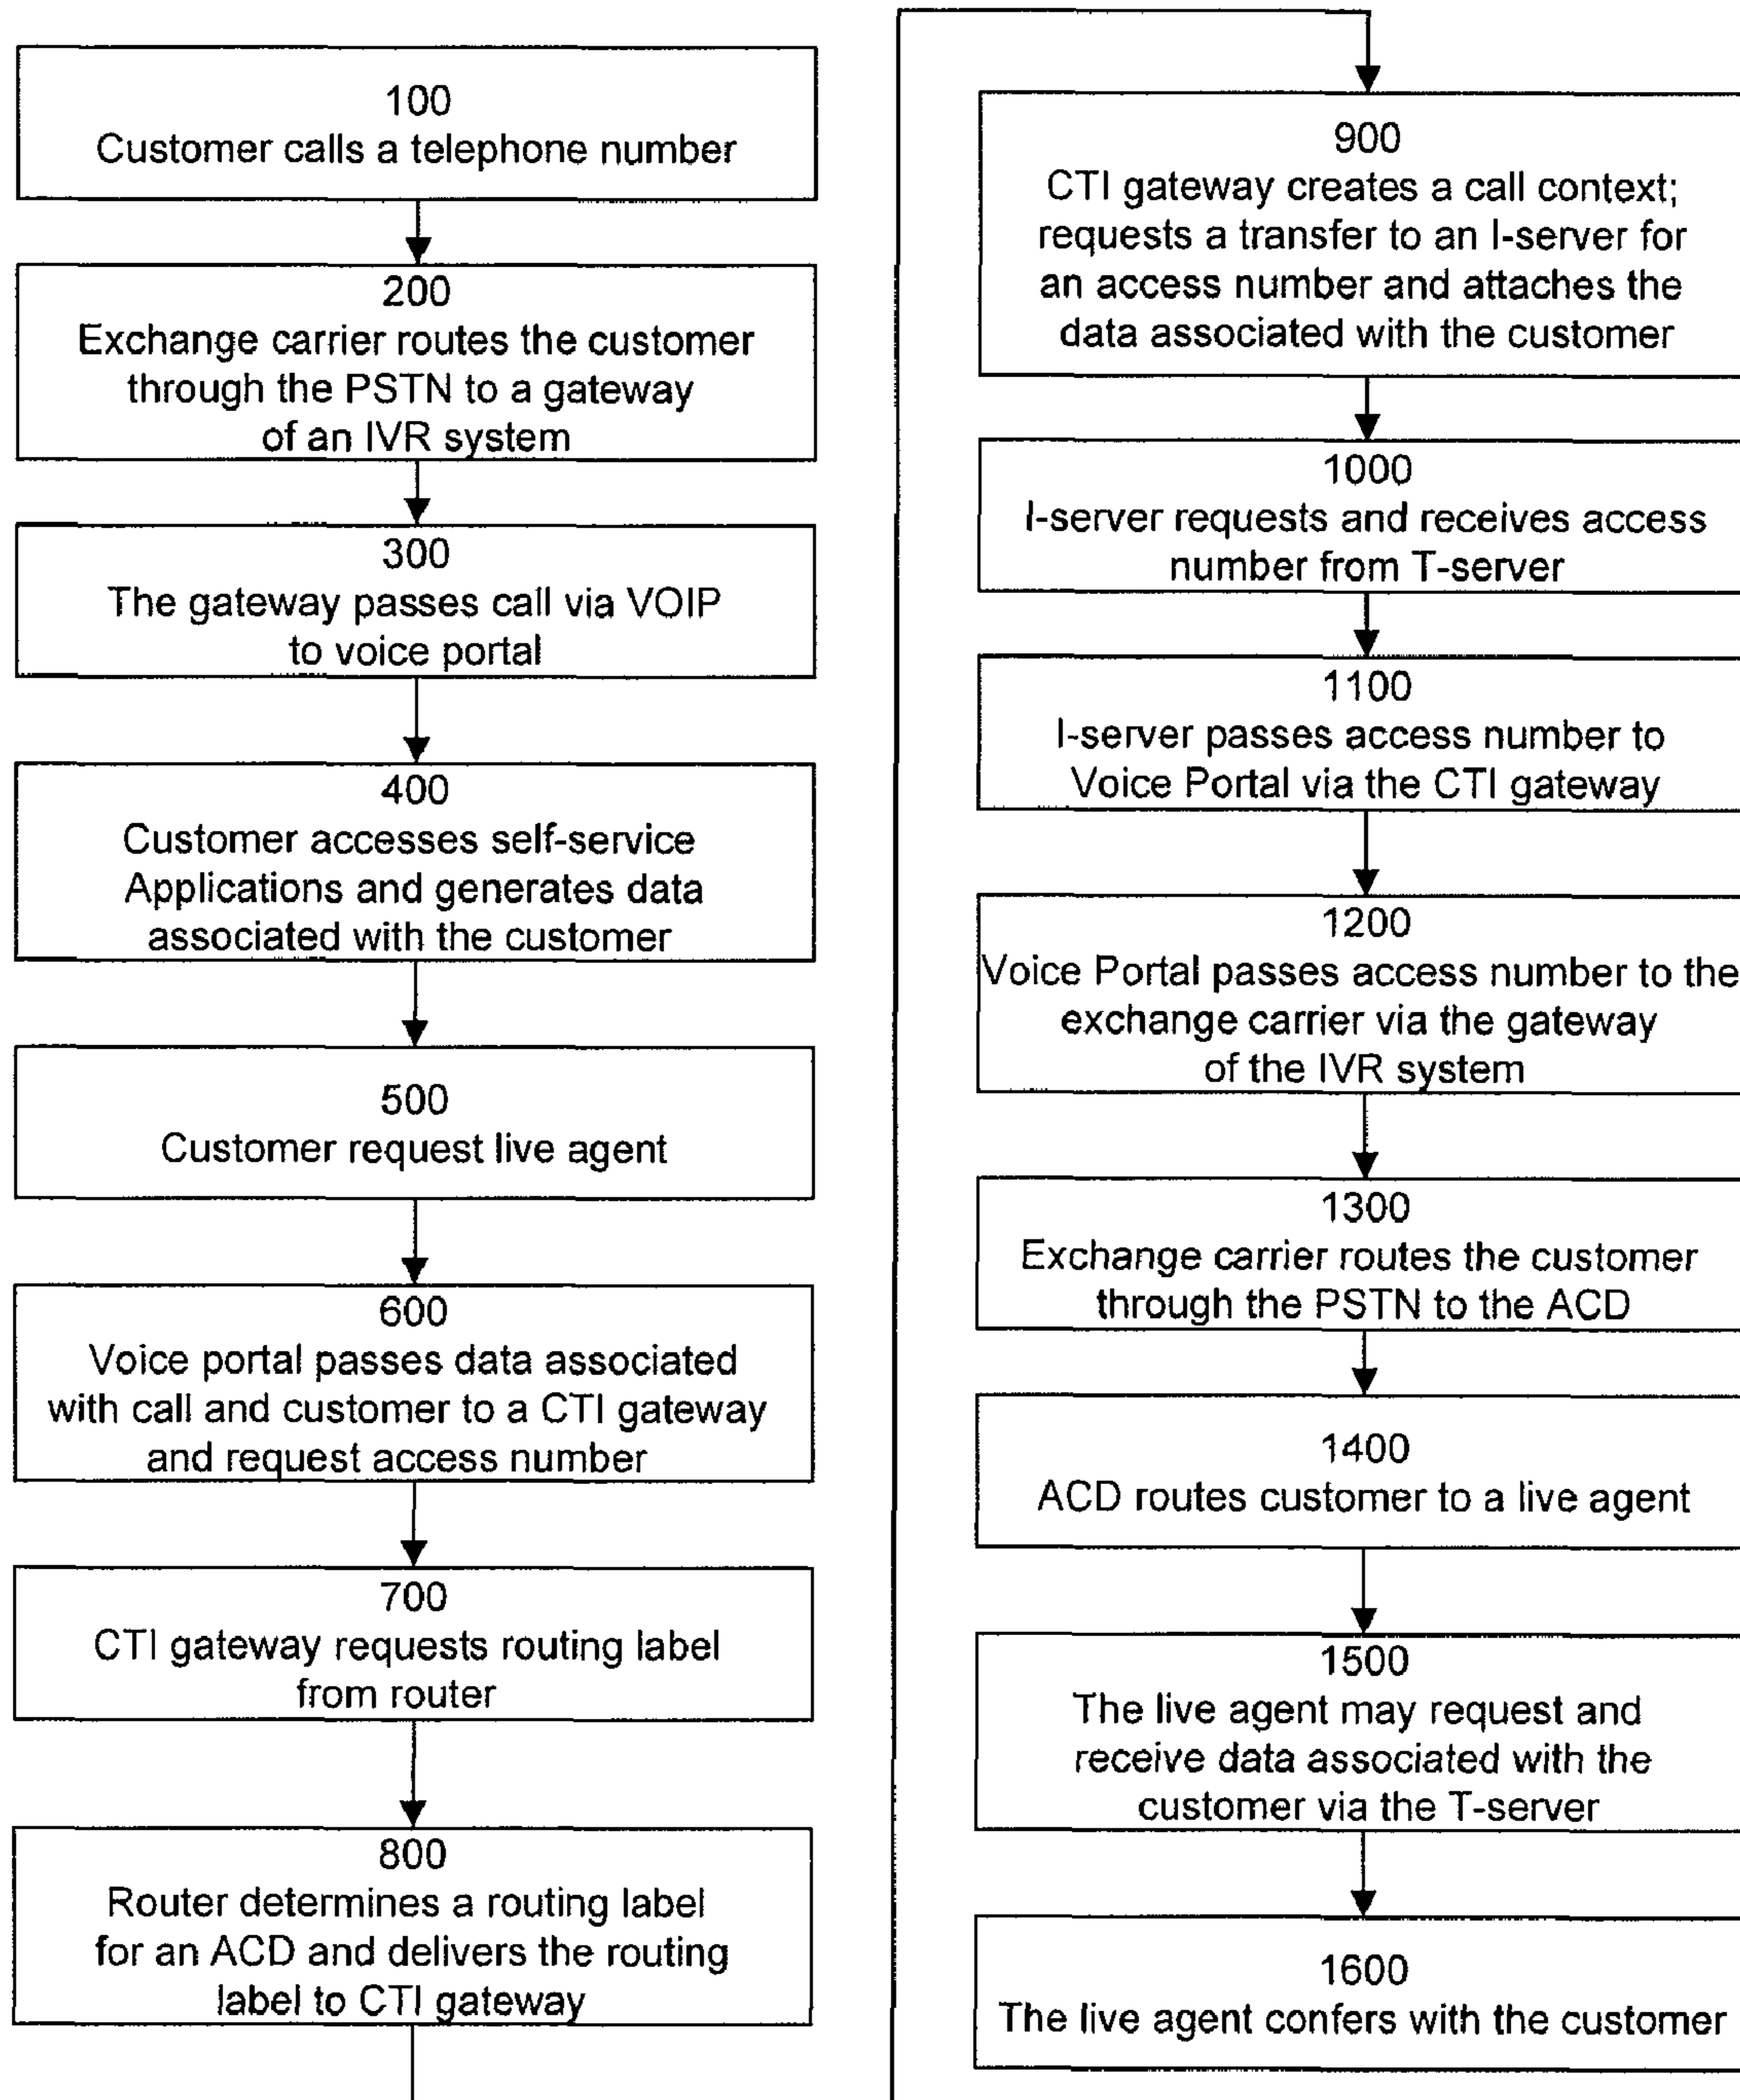 100
Customer calls a telephone number
200
Exchange carrier routes the customer
through the PSTN to a gateway
of an IVR system
300
The gateway passes call via VOIP
to voice portal
400
Customer accesses self-service
Applications and generates data
associated with the customer
500
Customer request live agent
600
Voice portal passes data associated
with call and customer to a CTI gateway
and request access number
700
CTI gateway requests routing label
from router
800
Router determines a routing label
for an ACD and delivers the routing
label to CTI gateway
900
CTI gateway creates a call context;
requests a transfer to an I-server for
an access number and attaches the
data associated with the customer
1000
I-server requests and receives access
number from T-server
1100
I-server passes access number to
Voice Portal via the CTI gateway
1200
Voice Portal passes access number to the
exchange carrier via the gateway
of the IVR system
1300
Exchange carrier routes the customer
through the PSTN to the ACD
1400
ACD routes customer to a live agent
1500
The live agent may request and
receive data associated with the
customer via the T-server
1600
The live agent confers with the customer